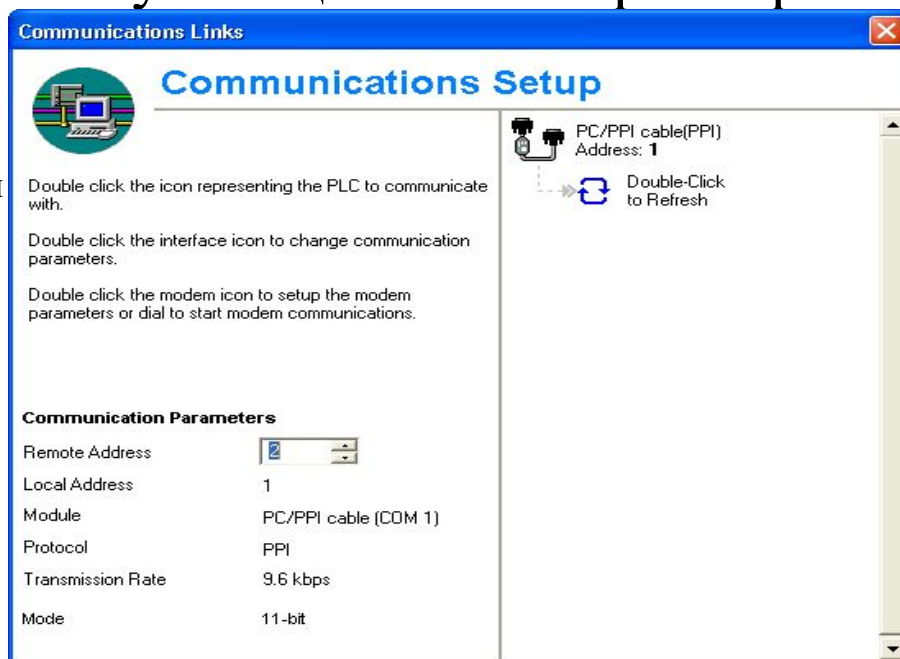 Communications Links
Communications Setup
Double click the icon representing the PLC to communicate
with.
Double click the interface icon to change communication
parameters.
Double click the modem icon to setup the modem
parameters or dial to start modem communications.
Communication Parameters
Remote Address 2
Local Address 1
Module PC/PPI cable (COM 1)
Protocol PPI
Transmission Rate 9.6 kbps
Mode 11-bit
PC/PPI cable(PPI)
Address: 1
Double-Click
to Refresh